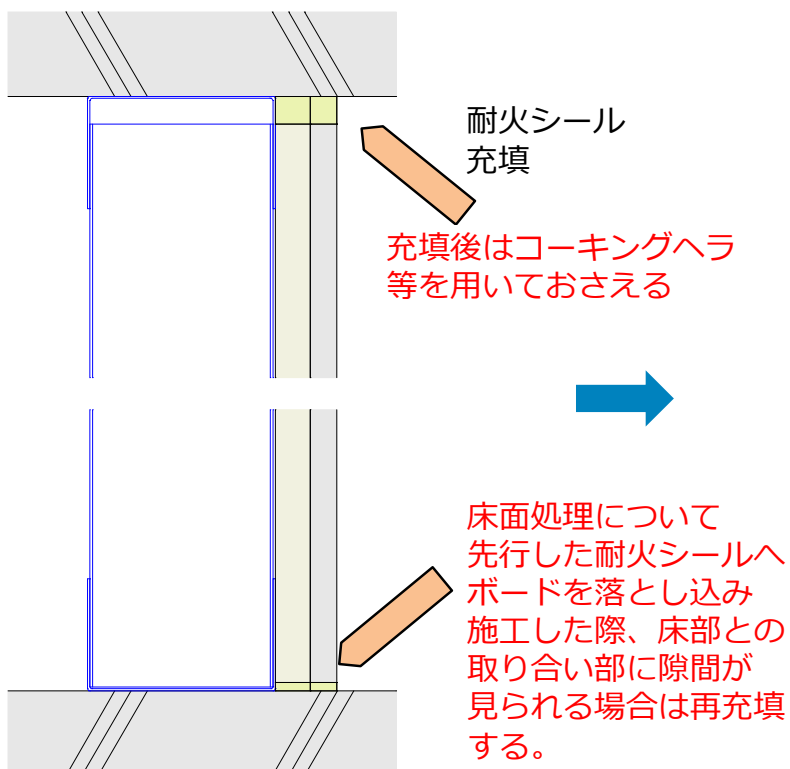 耐火シール
充填
充填後はコーキングヘラ
等を用いておさえる
床面処理について
先行した耐火シールへ
ボードを落とし込み
施工した際、床部との
取り合い部に隙間が
見られる場合は再充填
する。